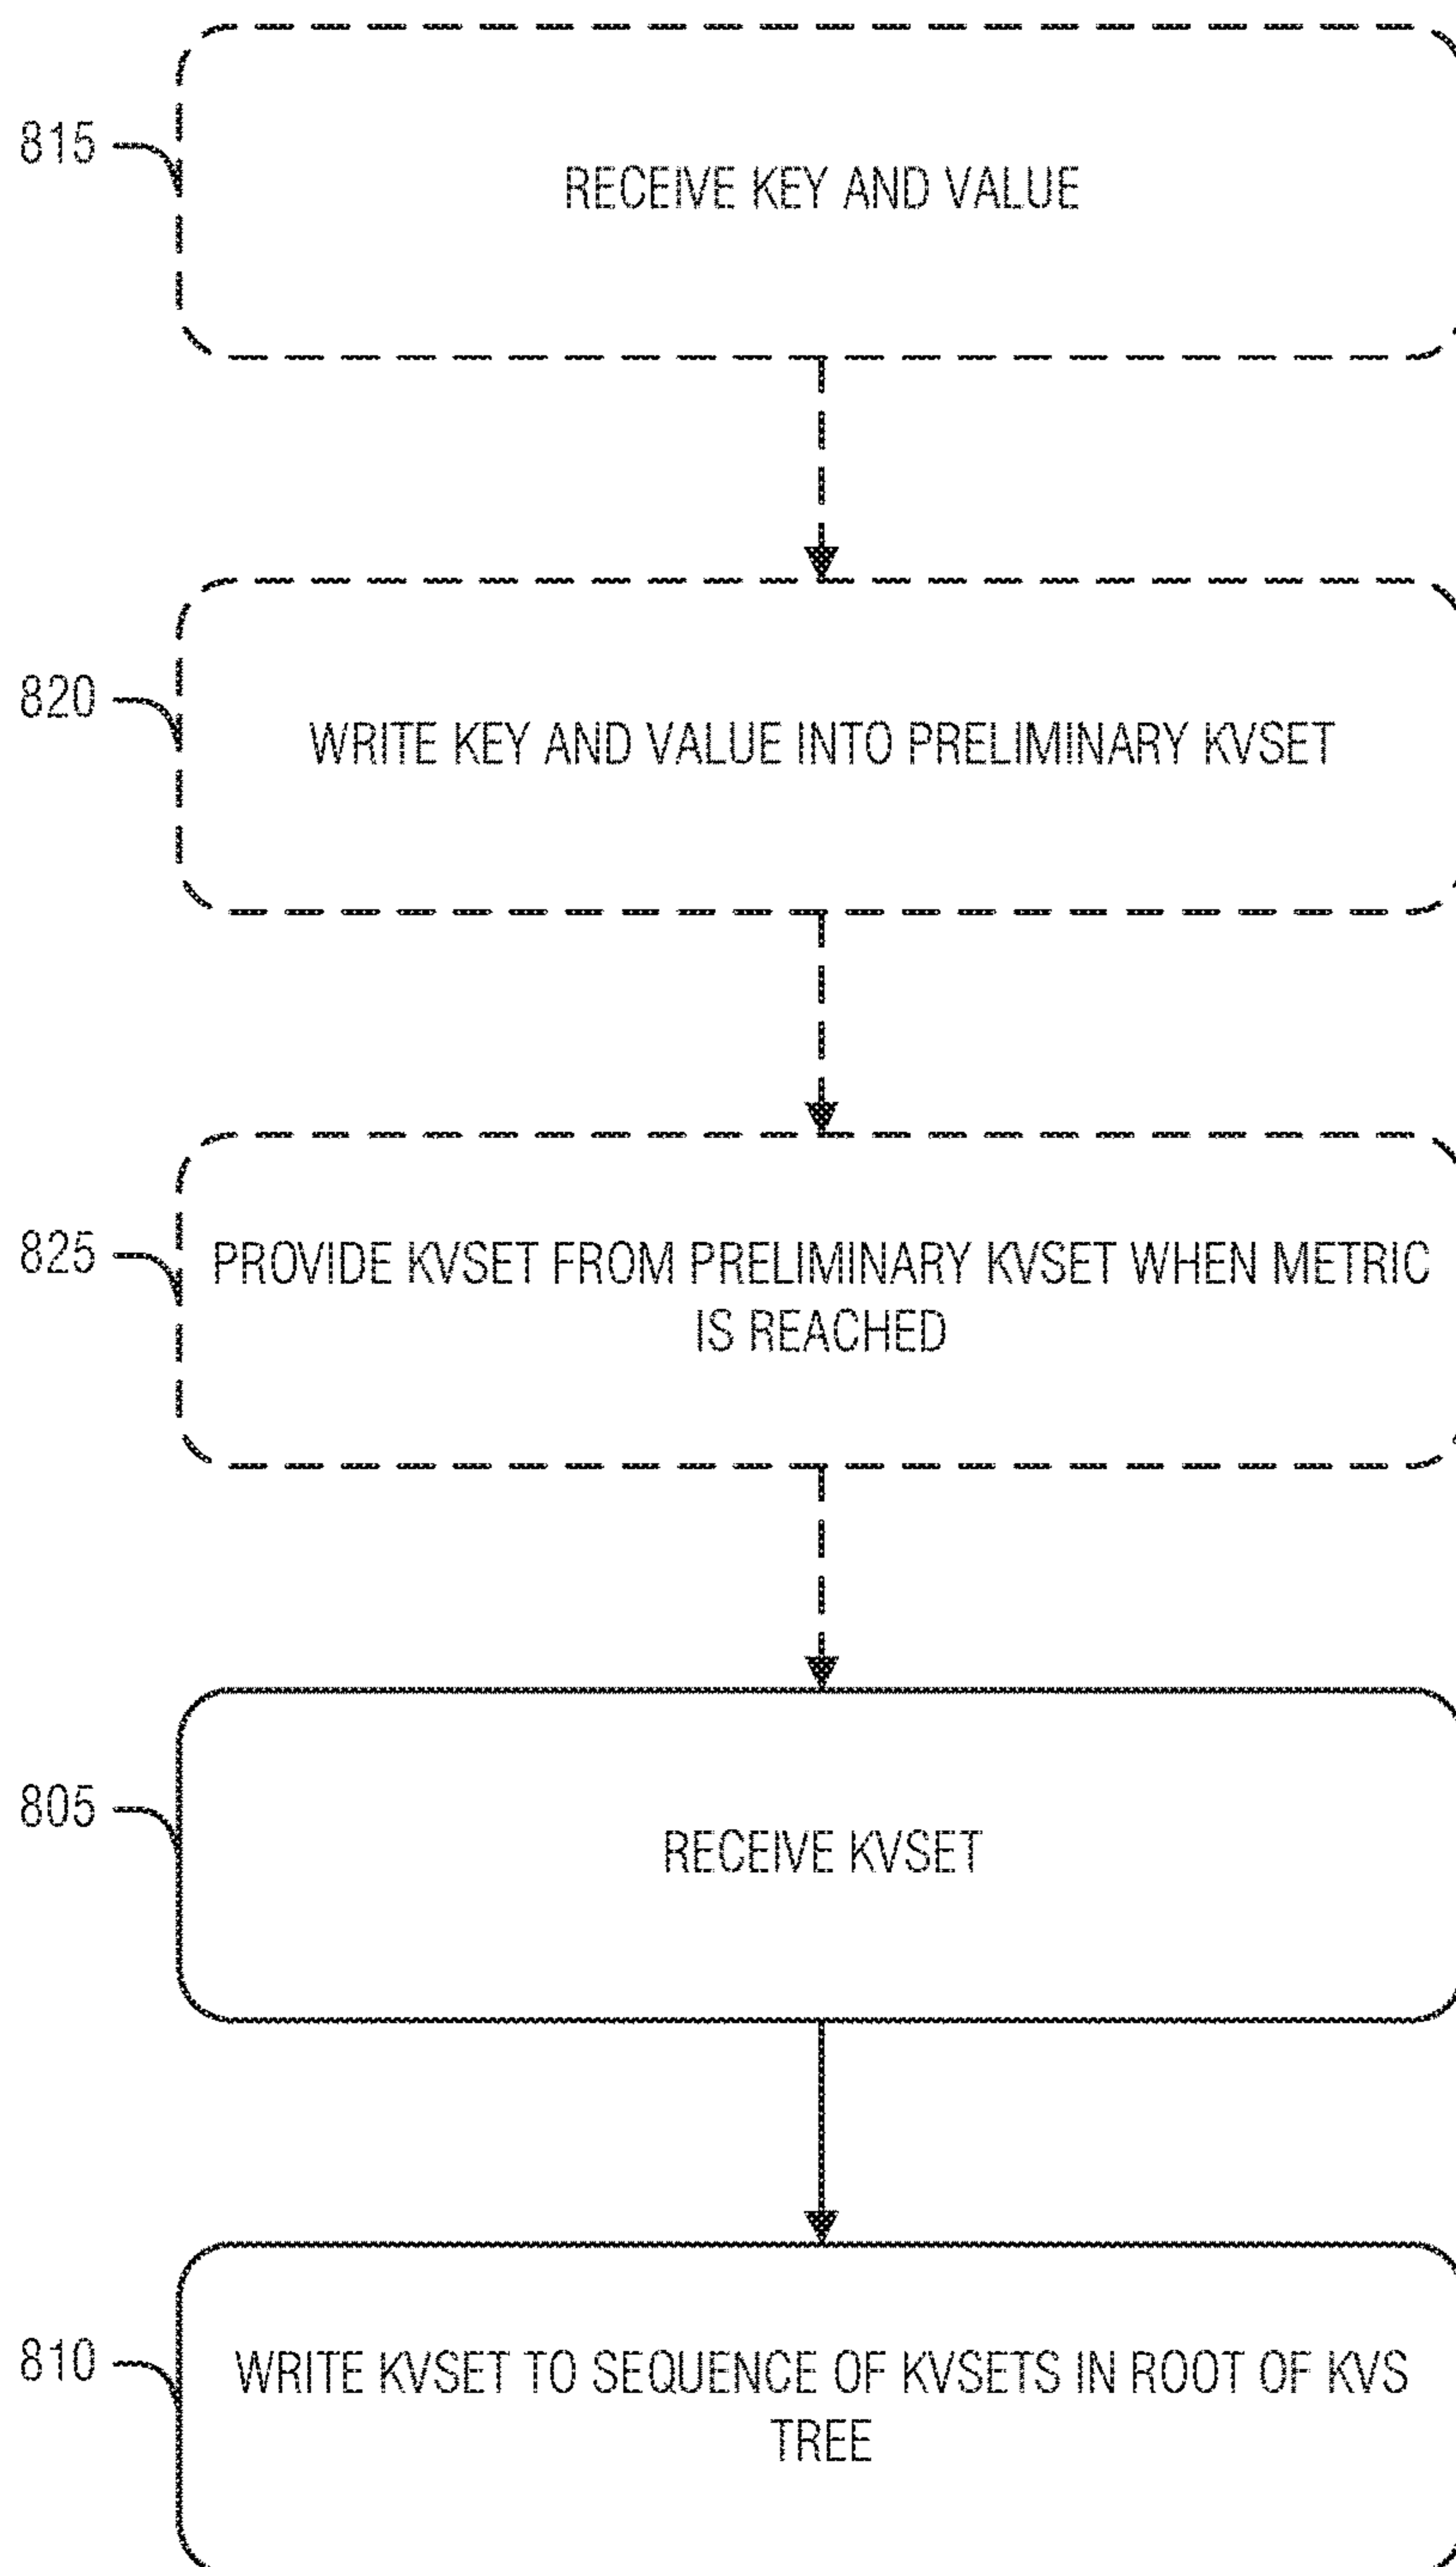 815
RECEIVE KEY AND VALUE
820
WRITE KEY AND VALUE INTO PRELIMINARY KVSET
825
PROVIDE KVSET FROM PRELIMINARY KVSET WHEN METRIC
IS REACHED
805
RECEIVE KVSET
810
WRITE KVSET TO SEQUENCE OF KVSETS IN ROOT OF KVS
TREE